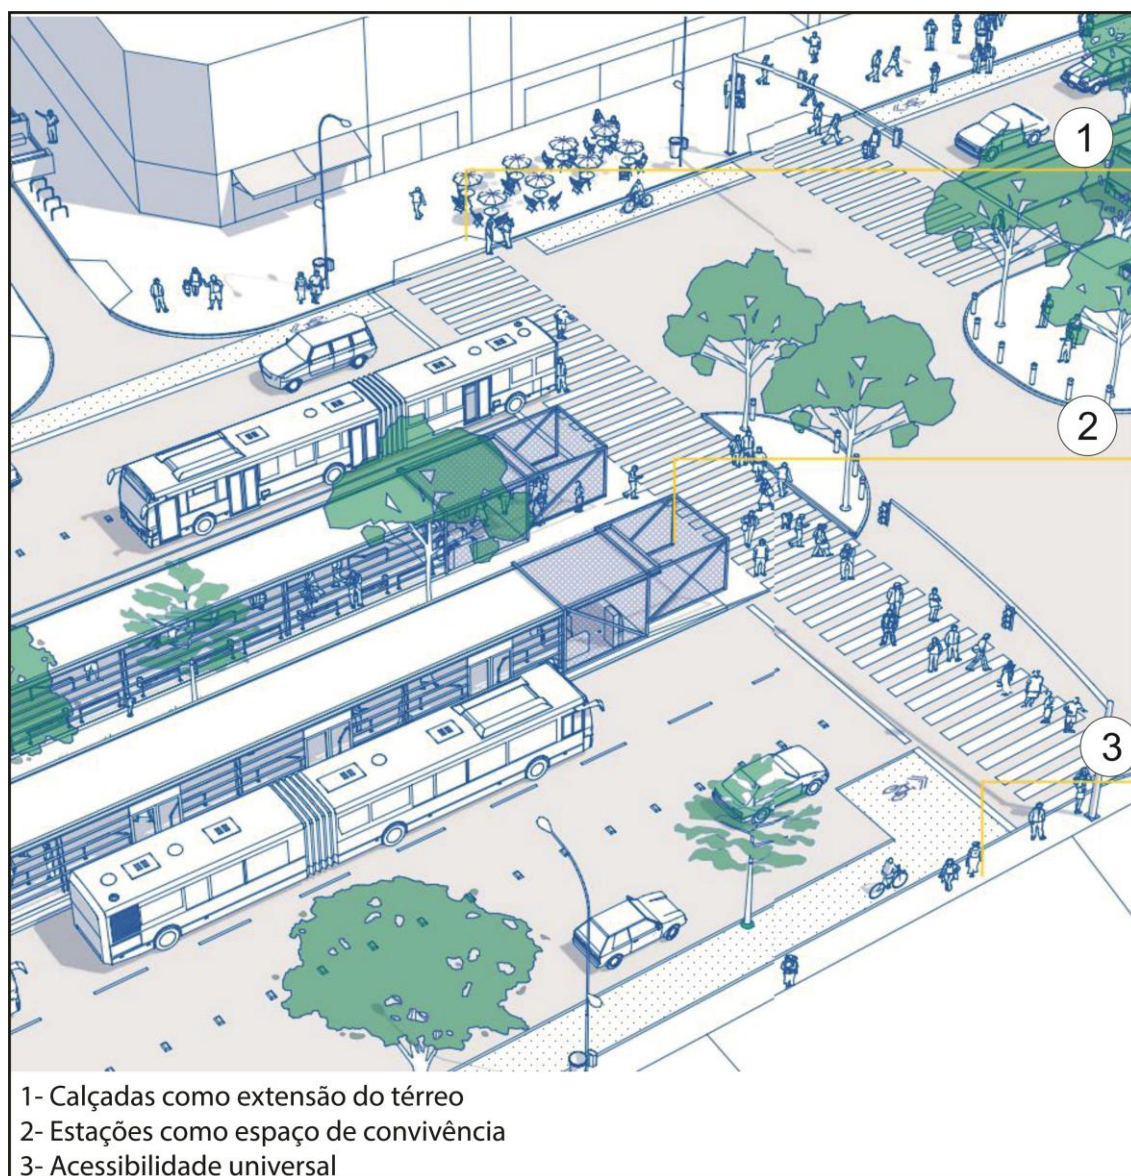 1
2
3
1- Calçadas como extensão do térreo
2- Estações como espaço de convivência
3- Acessibilidade universal